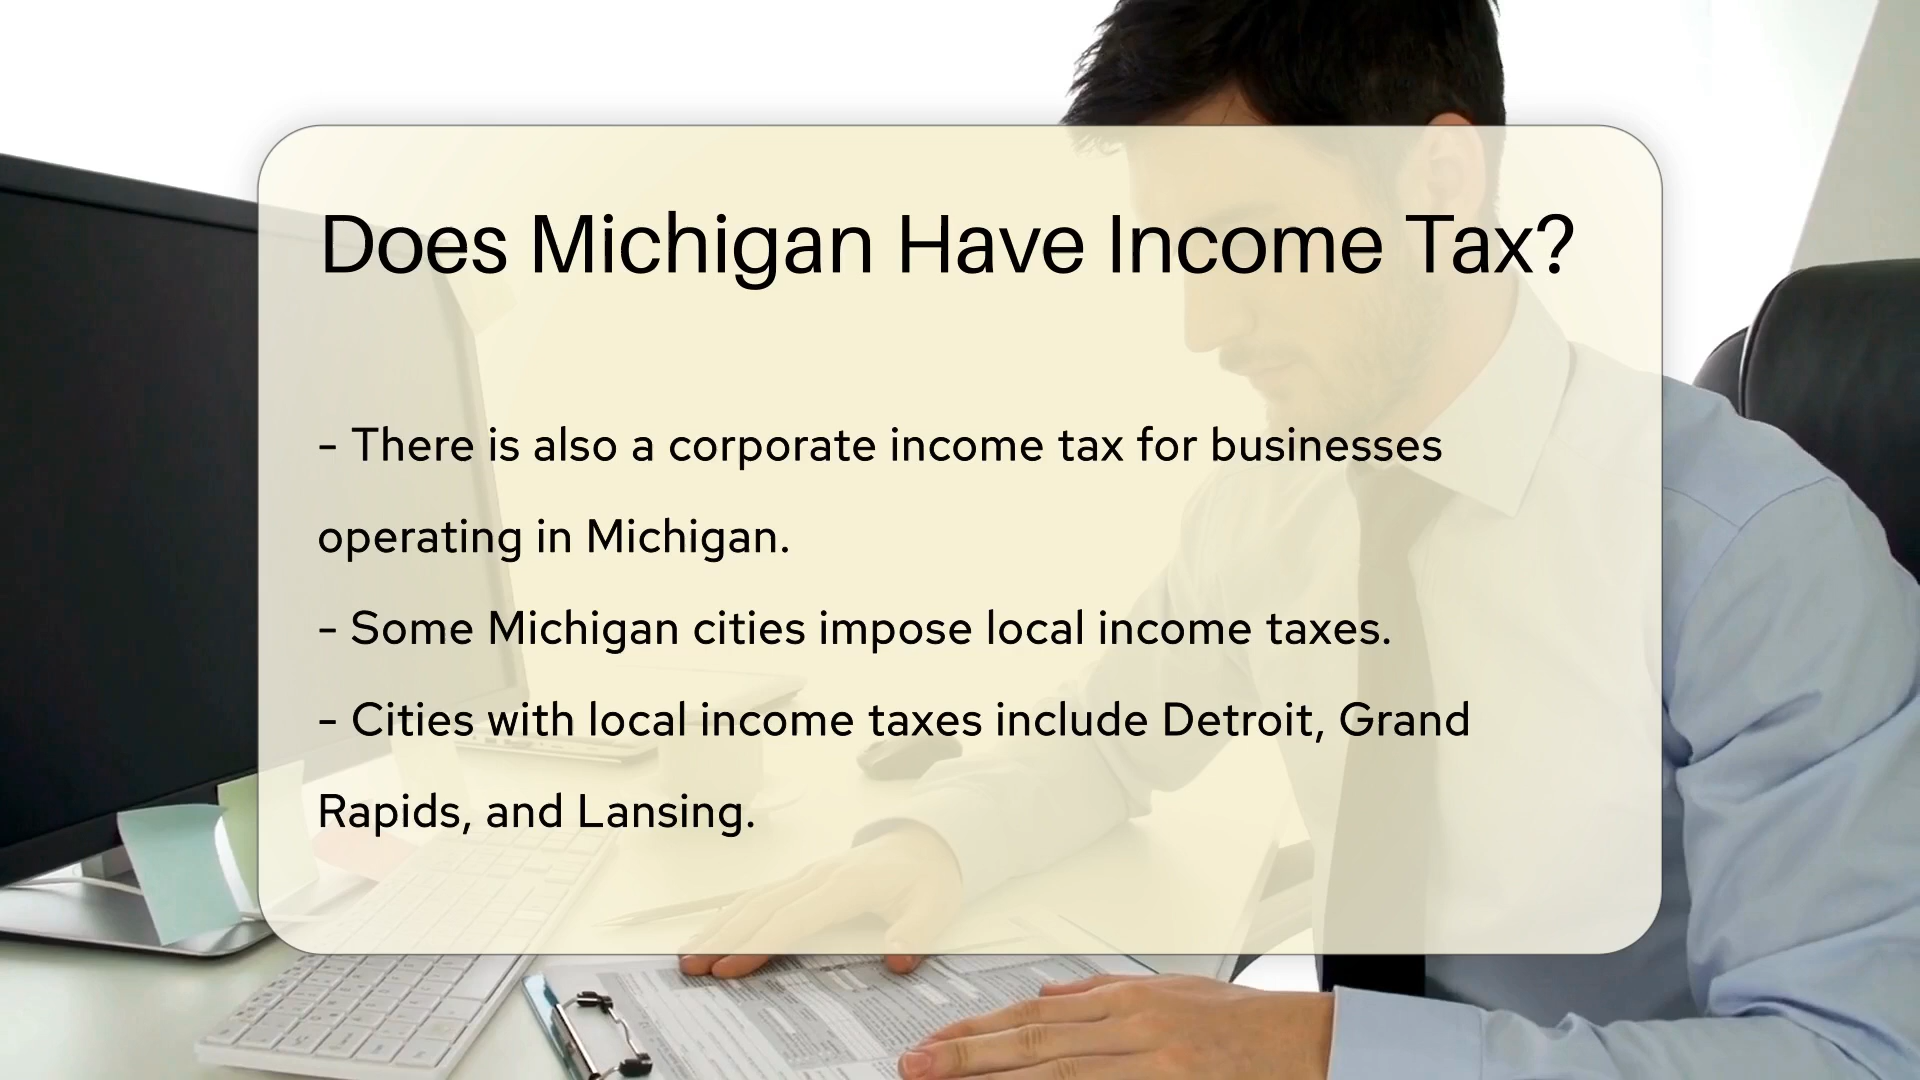 Does Michigan Have Income Tax?
- There is also a corporate income tax for businesses
operating in Michigan.
- Some Michigan cities impose local income taxes.
- Cities with local income taxes include Detroit, Grand
Rapids, and Lansing.